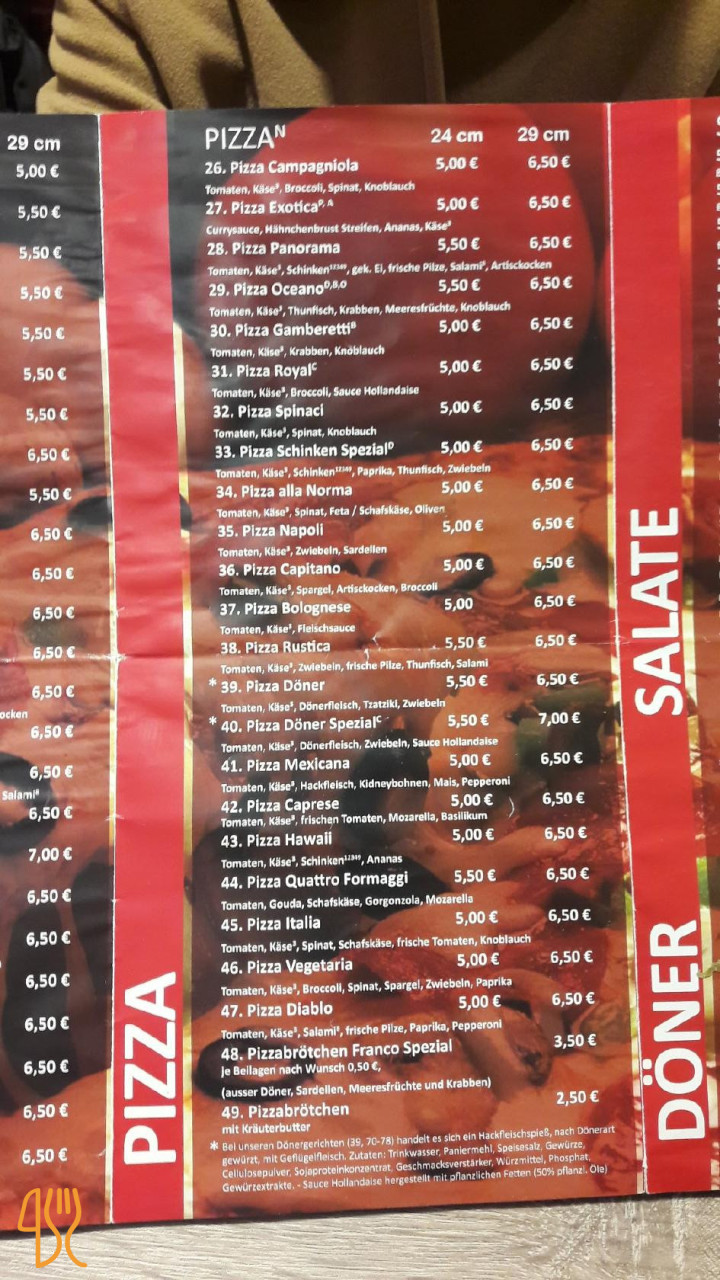 29 cm
5,00 €
5,50 €
5,50 €
5,50 €
5,50 €
5,50 €
5,50 €
6,50 €
5,50 €
6,50 €
6,50 €
6,50 €
6,50 €
6,50 €
ocken
6,50 €
6,50 €
Salami⁸
6,50 €
7,00 €
6,50 €
6,50 €
6,50 €
6,50 €
6,50 €
6,50 €
6,50 €
PIZZA
PIZZAᴺ 24 cm 29 cm
26. Pizza Campagniola 5,00 € 6,50 €
Tomaten, Käse³, Broccoli, Spinat, Knoblauch
27. Pizza Exoticaᴾ,ᴬ 5,00 € 6,50 €
Currysauce, Hähnchenbrust Streifen, Ananas, Käse³
28. Pizza Panorama 5,50 € 6,50 €
Tomaten, Käse³, Schinken¹²³⁴⁹, gek. Ei, frische Pilze, Salami⁸, Artisckocken
29. Pizza Oceanoᴰ,ᴮ,ᴼ 5,50 € 6,50 €
Tomaten, Käse³, Thunfisch, Krabben, Meeresfrüchte, Knoblauch
30. Pizza Gamberettiᴮ 5,00 € 6,50 €
Tomaten, Käse³, Krabben, Knoblauch
31. Pizza Royalᶜ 5,00 € 6,50 €
Tomaten, Käse³, Broccoli, Sauce Hollandaise
32. Pizza Spinaci 5,00 € 6,50 €
Tomaten, Käse³, Spinat, Knoblauch
33. Pizza Schinken Spezialᴰ 5,00 € 6,50 €
Tomaten, Käse³, Schinken¹²³⁴⁹, Paprika, Thunfisch, Zwiebeln
34. Pizza alla Norma 5,00 € 6,50 €
Tomaten, Käse³, Spinat, Feta / Schafskäse, Oliven
35. Pizza Napoli 5,00 € 6,50 €
Tomaten, Käse³, Zwiebeln, Sardellen
36. Pizza Capitano 5,00 € 6,50 €
Tomaten, Käse³, Spargel, Artisckocken, Broccoli
37. Pizza Bolognese 5,00 6,50 €
Tomaten, Käse³, Fleischsauce
38. Pizza Rustica 5,50 € 6,50 €
Tomaten, Käse³, Zwiebeln, frische Pilze, Thunfisch, Salami
* 39. Pizza Döner 5,50 € 6,50 €
Tomaten, Käse³, Dönerfleisch, Tzatziki, Zwiebeln
* 40. Pizza Döner Spezialᶜ 5,50 € 7,00 €
Tomaten, Käse³, Dönerfleisch, Zwiebeln, Sauce Hollandaise
41. Pizza Mexicana 5,00 € 6,50 €
Tomaten, Käse³, Hackfleisch, Kidneybohnen, Mais, Pepperoni
42. Pizza Caprese 5,00 € 6,50 €
Tomaten, Käse³, frischen Tomaten, Mozarella, Basilikum
43. Pizza Hawaii 5,00 € 6,50 €
Tomaten, Käse³, Schinken¹²³⁴⁹, Ananas
44. Pizza Quattro Formaggi 5,50 € 6,50 €
Tomaten, Gouda, Schafskäse, Gorgonzola, Mozarella
45. Pizza Italia 5,00 € 6,50 €
Tomaten, Käse³, Spinat, Schafskäse, frische Tomaten, Knoblauch
46. Pizza Vegetaria 5,00 € 6,50 €
Tomaten, Käse³, Broccoli, Spinat, Spargel, Zwiebeln, Paprika
47. Pizza Diablo 5,00 € 6,50 €
Tomaten, Käse³, Salami⁸, frische Pilze, Paprika, Pepperoni
48. Pizzabrötchen Franco Spezial 3,50 €
je Beilagen nach Wunsch 0,50 €,
(ausser Döner, Sardellen, Meeresfrüchte und Krabben)
49. Pizzabrötchen 2,50 €
mit Kräuterbutter
* Bei unseren Dönergerichten (39, 70-78) handelt es sich ein Hackfleischspieß, nach Dönerart
gewürzt, mit Geflügelfleisch. Zutaten: Trinkwasser, Paniermehl, Speisesalz, Gewürze,
Cellulosepulver, Sojaproteinkonzentrat, Geschmacksverstärker, Würzmittel, Phosphat,
Gewürzextrakte. - Sauce Hollandaise hergestellt mit pflanzlichen Fetten (50% pflanzl. Öle)
SALATE
DÖNER